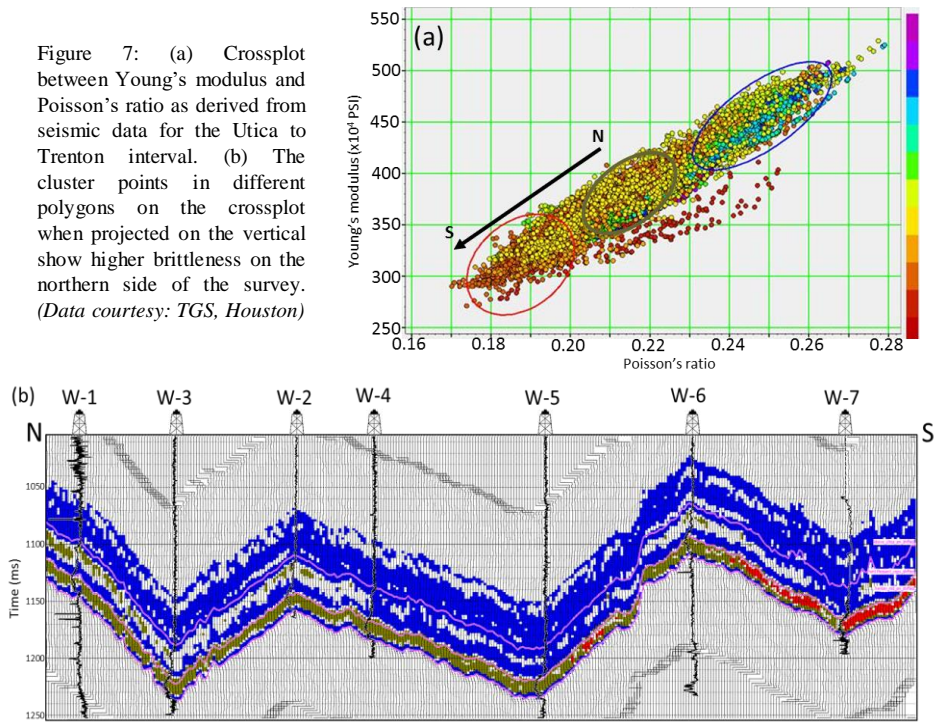 Figure 7: (a) Crossplot
between Young's modulus and
Poisson's ratio as derived from
seismic data for the Utica to
Trenton interval. (b) The
cluster points in different
polygons on the crossplot
when projected on the vertical
show higher brittleness on the
northern side of the survey.
(Data courtesy: TGS, Houston)
(a)
550
500
450
400
350
300
250
Young's modulus (x10⁴ PSI)
N
S
0.16 0.18 0.20 0.22 0.24 0.26 0.28
Poisson's ratio
(b) W-1 W-3 W-2 W-4 W-5 W-6 W-7
N S
1050
1100
1150
1200
1250
Time (ms)